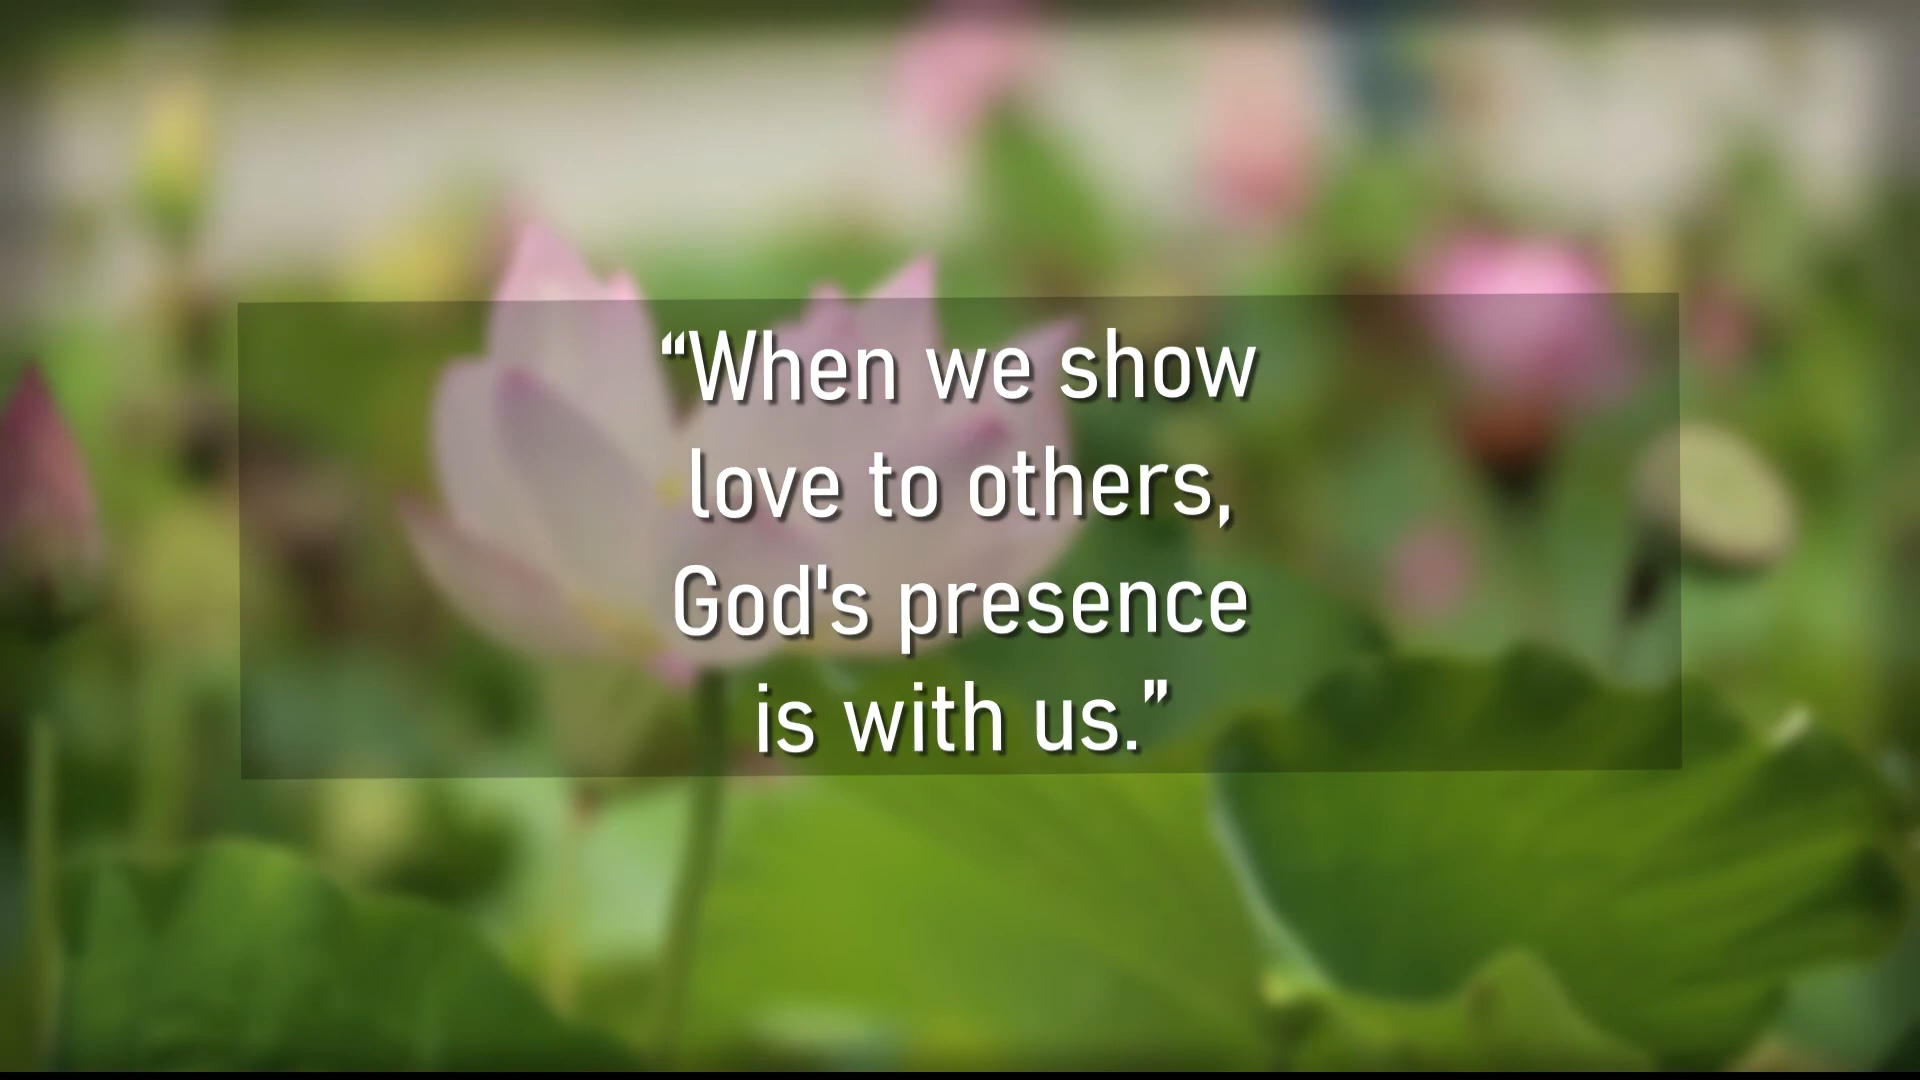 “When we show
love to others,
God's presence
is with us.”